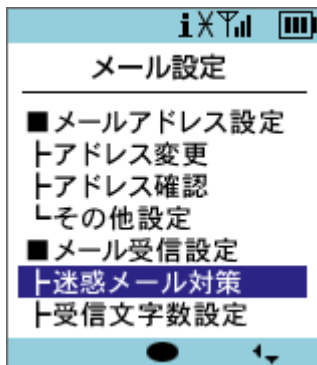 メール設定
■メールアドレス設定
├アドレス変更
├アドレス確認
└その他設定
■メール受信設定
├迷惑メール対策
├受信文字数設定